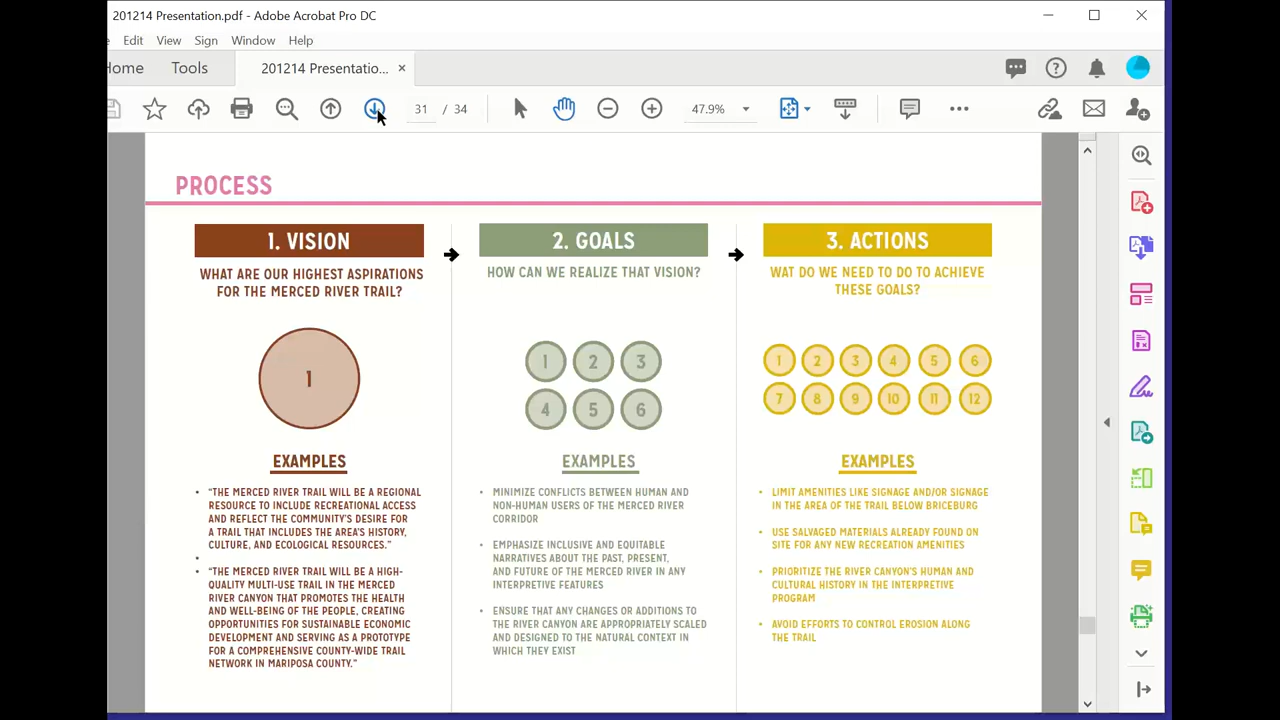 201214 Presentation.pdf - Adobe Acrobat Pro DC
Edit View Sign Window Help
Home Tools 201214 Presentatio... ×
31 / 34 47.9%
PROCESS
1. VISION
WHAT ARE OUR HIGHEST ASPIRATIONS
FOR THE MERCED RIVER TRAIL?
1
EXAMPLES
• "THE MERCED RIVER TRAIL WILL BE A REGIONAL
RESOURCE TO INCLUDE RECREATIONAL ACCESS
AND REFLECT THE COMMUNITY'S DESIRE FOR
A TRAIL THAT INCLUDES THE AREA'S HISTORY,
CULTURE, AND ECOLOGICAL RESOURCES."
•
• "THE MERCED RIVER TRAIL WILL BE A HIGH-
QUALITY MULTI-USE TRAIL IN THE MERCED
RIVER CANYON THAT PROMOTES THE HEALTH
AND WELL-BEING OF THE PEOPLE, CREATING
OPPORTUNITIES FOR SUSTAINABLE ECONOMIC
DEVELOPMENT AND SERVING AS A PROTOTYPE
FOR A COMPREHENSIVE COUNTY-WIDE TRAIL
NETWORK IN MARIPOSA COUNTY."
2. GOALS
HOW CAN WE REALIZE THAT VISION?
1 2 3
4 5 6
EXAMPLES
• MINIMIZE CONFLICTS BETWEEN HUMAN AND
NON-HUMAN USERS OF THE MERCED RIVER
CORRIDOR
• EMPHASIZE INCLUSIVE AND EQUITABLE
NARRATIVES ABOUT THE PAST, PRESENT,
AND FUTURE OF THE MERCED RIVER IN ANY
INTERPRETIVE FEATURES
• ENSURE THAT ANY CHANGES OR ADDITIONS TO
THE RIVER CANYON ARE APPROPRIATELY SCALED
AND DESIGNED TO THE NATURAL CONTEXT IN
WHICH THEY EXIST
3. ACTIONS
WAT DO WE NEED TO DO TO ACHIEVE
THESE GOALS?
1 2 3 4 5 6
7 8 9 10 11 12
EXAMPLES
• LIMIT AMENITIES LIKE SIGNAGE AND/OR SIGNAGE
IN THE AREA OF THE TRAIL BELOW BRICEBURG
• USE SALVAGED MATERIALS ALREADY FOUND ON
SITE FOR ANY NEW RECREATION AMENITIES
• PRIORITIZE THE RIVER CANYON'S HUMAN AND
CULTURAL HISTORY IN THE INTERPRETIVE
PROGRAM
• AVOID EFFORTS TO CONTROL EROSION ALONG
THE TRAIL